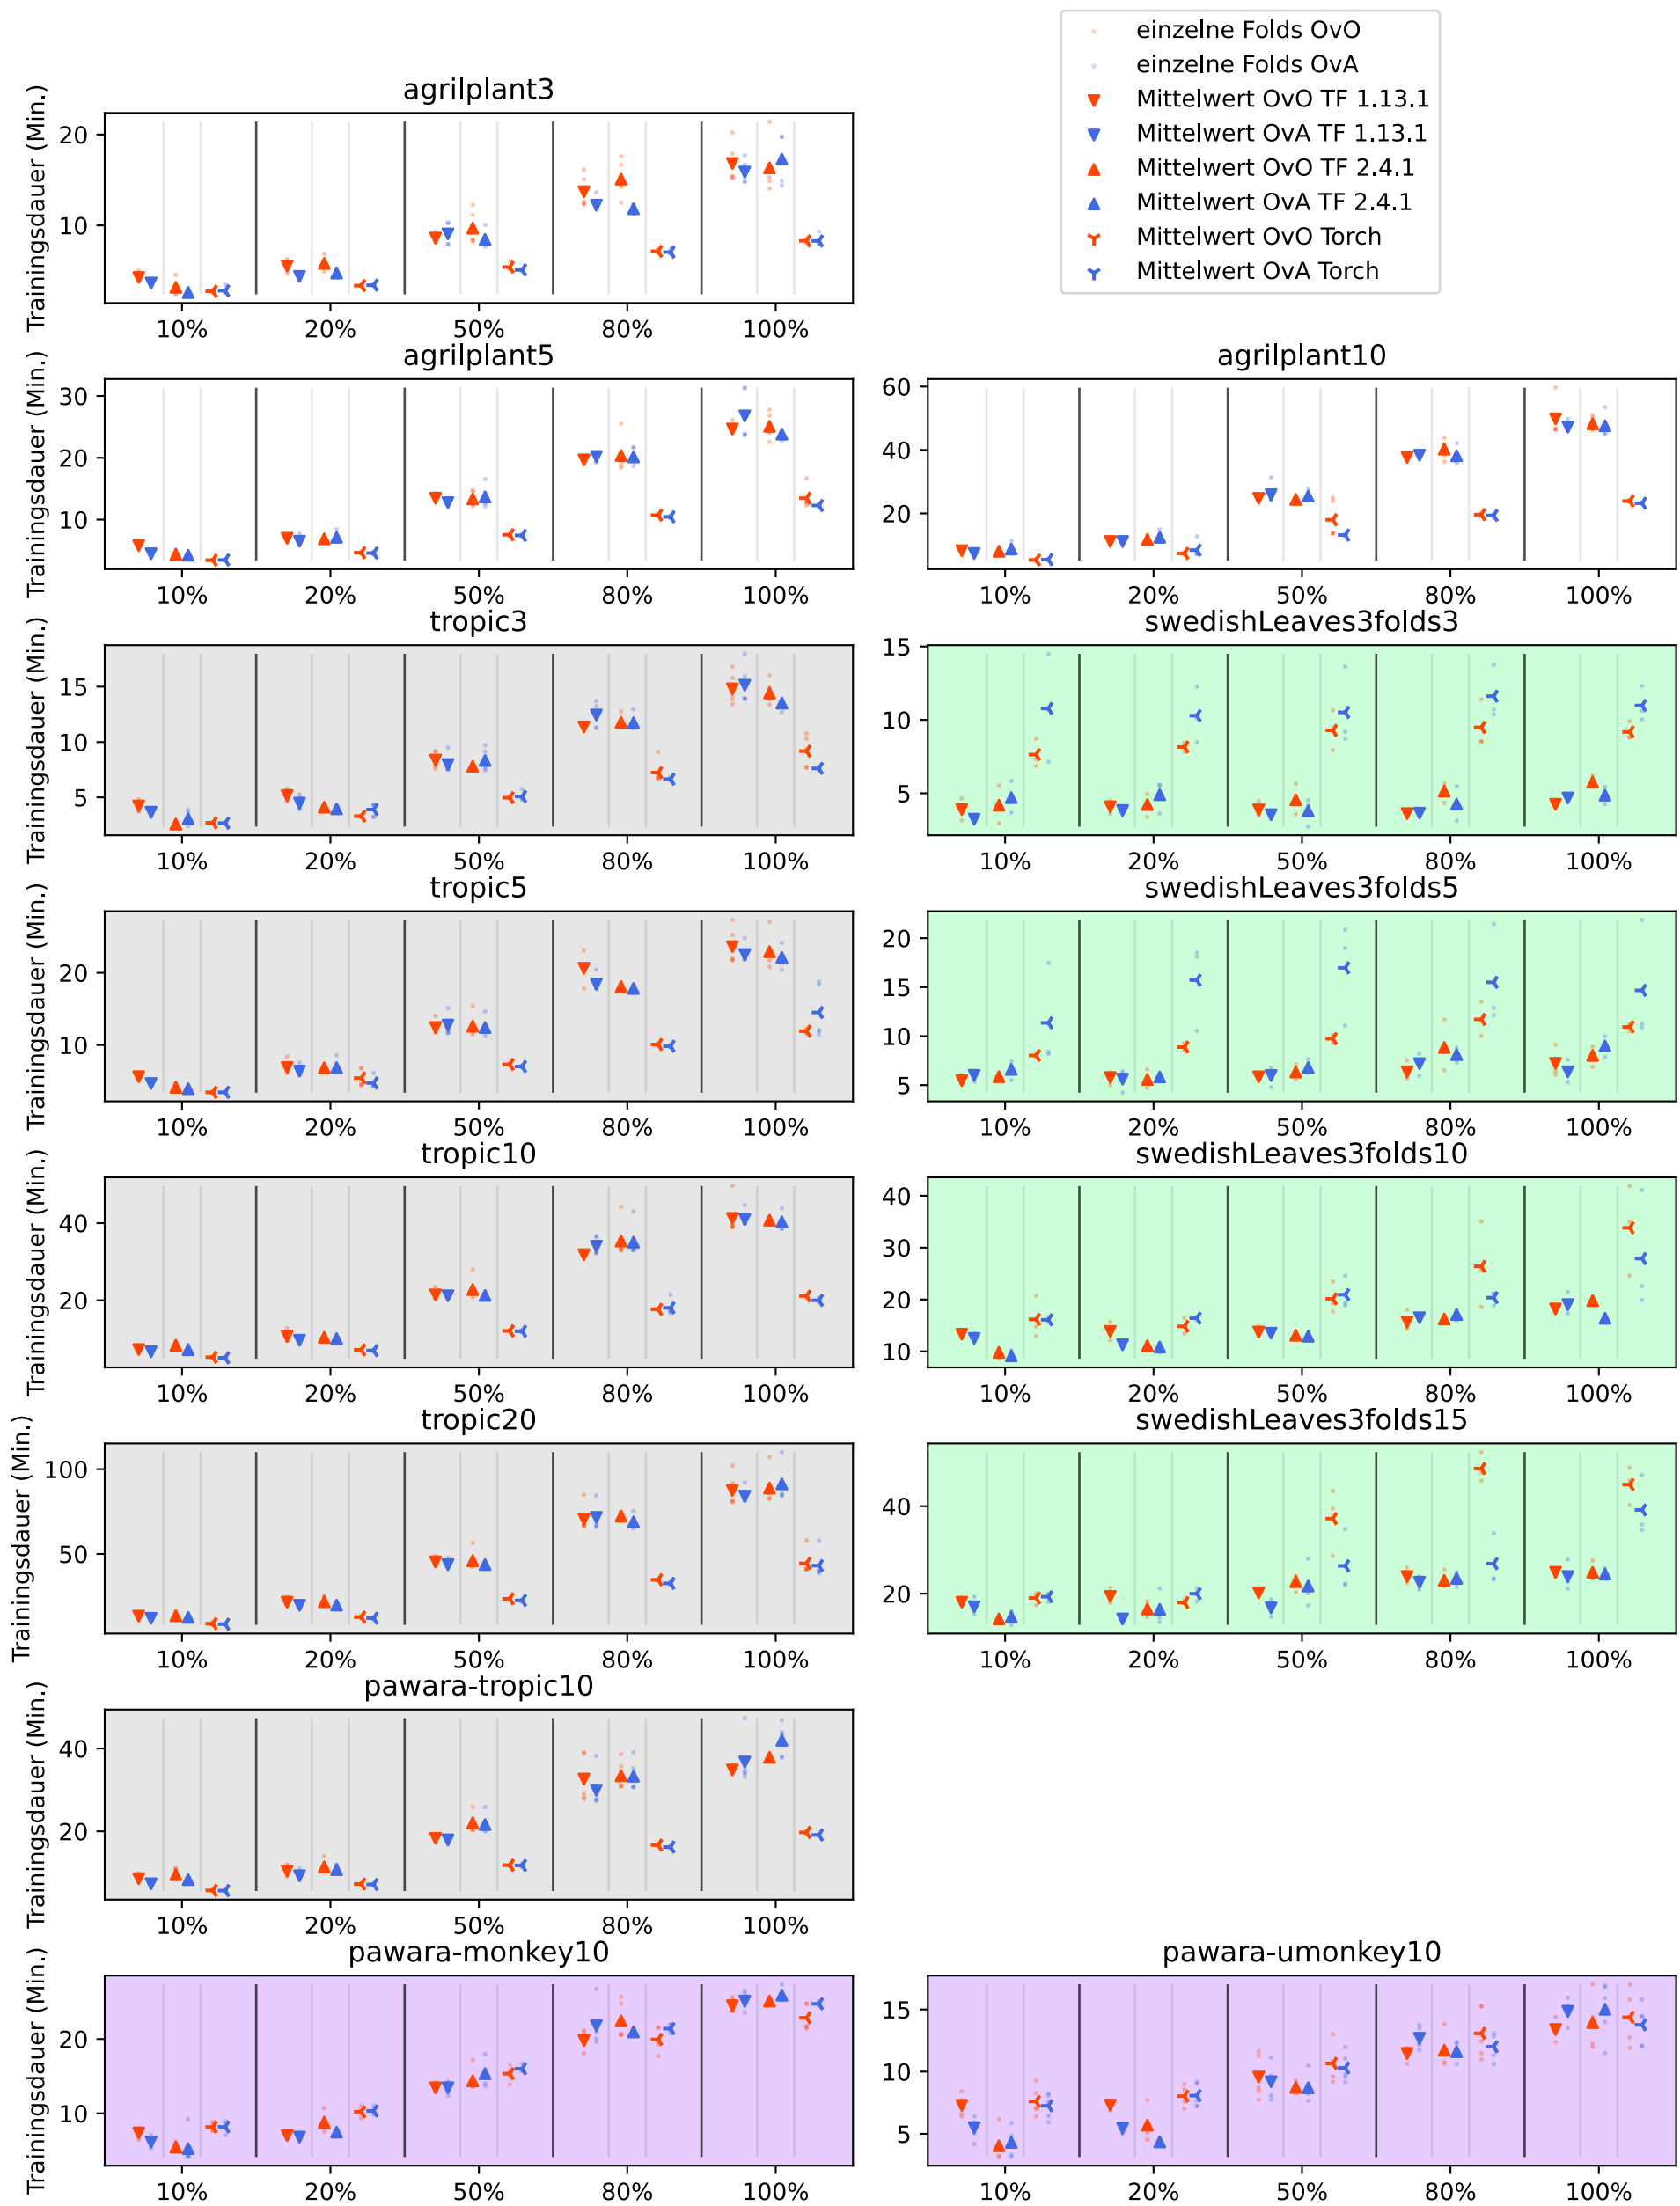 einzelne Folds OvO
einzelne Folds OvA
Mittelwert OvO TF 1.13.1
Mittelwert OvA TF 1.13.1
Mittelwert OvO TF 2.4.1
Mittelwert OvA TF 2.4.1
Mittelwert OvO Torch
Mittelwert OvA Torch
agrilplant3
Trainingsdauer (Min.)
20
10
10% 20% 50% 80% 100%
agrilplant5
Trainingsdauer (Min.)
30
20
10
10% 20% 50% 80% 100%
agrilplant10
60
40
20
10% 20% 50% 80% 100%
tropic3
Trainingsdauer (Min.)
15
10
5
10% 20% 50% 80% 100%
swedishLeaves3folds3
15
10
5
10% 20% 50% 80% 100%
tropic5
Trainingsdauer (Min.)
20
10
10% 20% 50% 80% 100%
swedishLeaves3folds5
20
15
10
5
10% 20% 50% 80% 100%
tropic10
Trainingsdauer (Min.)
40
20
10% 20% 50% 80% 100%
swedishLeaves3folds10
40
30
20
10
10% 20% 50% 80% 100%
tropic20
Trainingsdauer (Min.)
100
50
10% 20% 50% 80% 100%
swedishLeaves3folds15
40
20
10% 20% 50% 80% 100%
pawara-tropic10
Trainingsdauer (Min.)
40
20
10% 20% 50% 80% 100%
pawara-monkey10
Trainingsdauer (Min.)
20
10
10% 20% 50% 80% 100%
pawara-umonkey10
15
10
5
10% 20% 50% 80% 100%